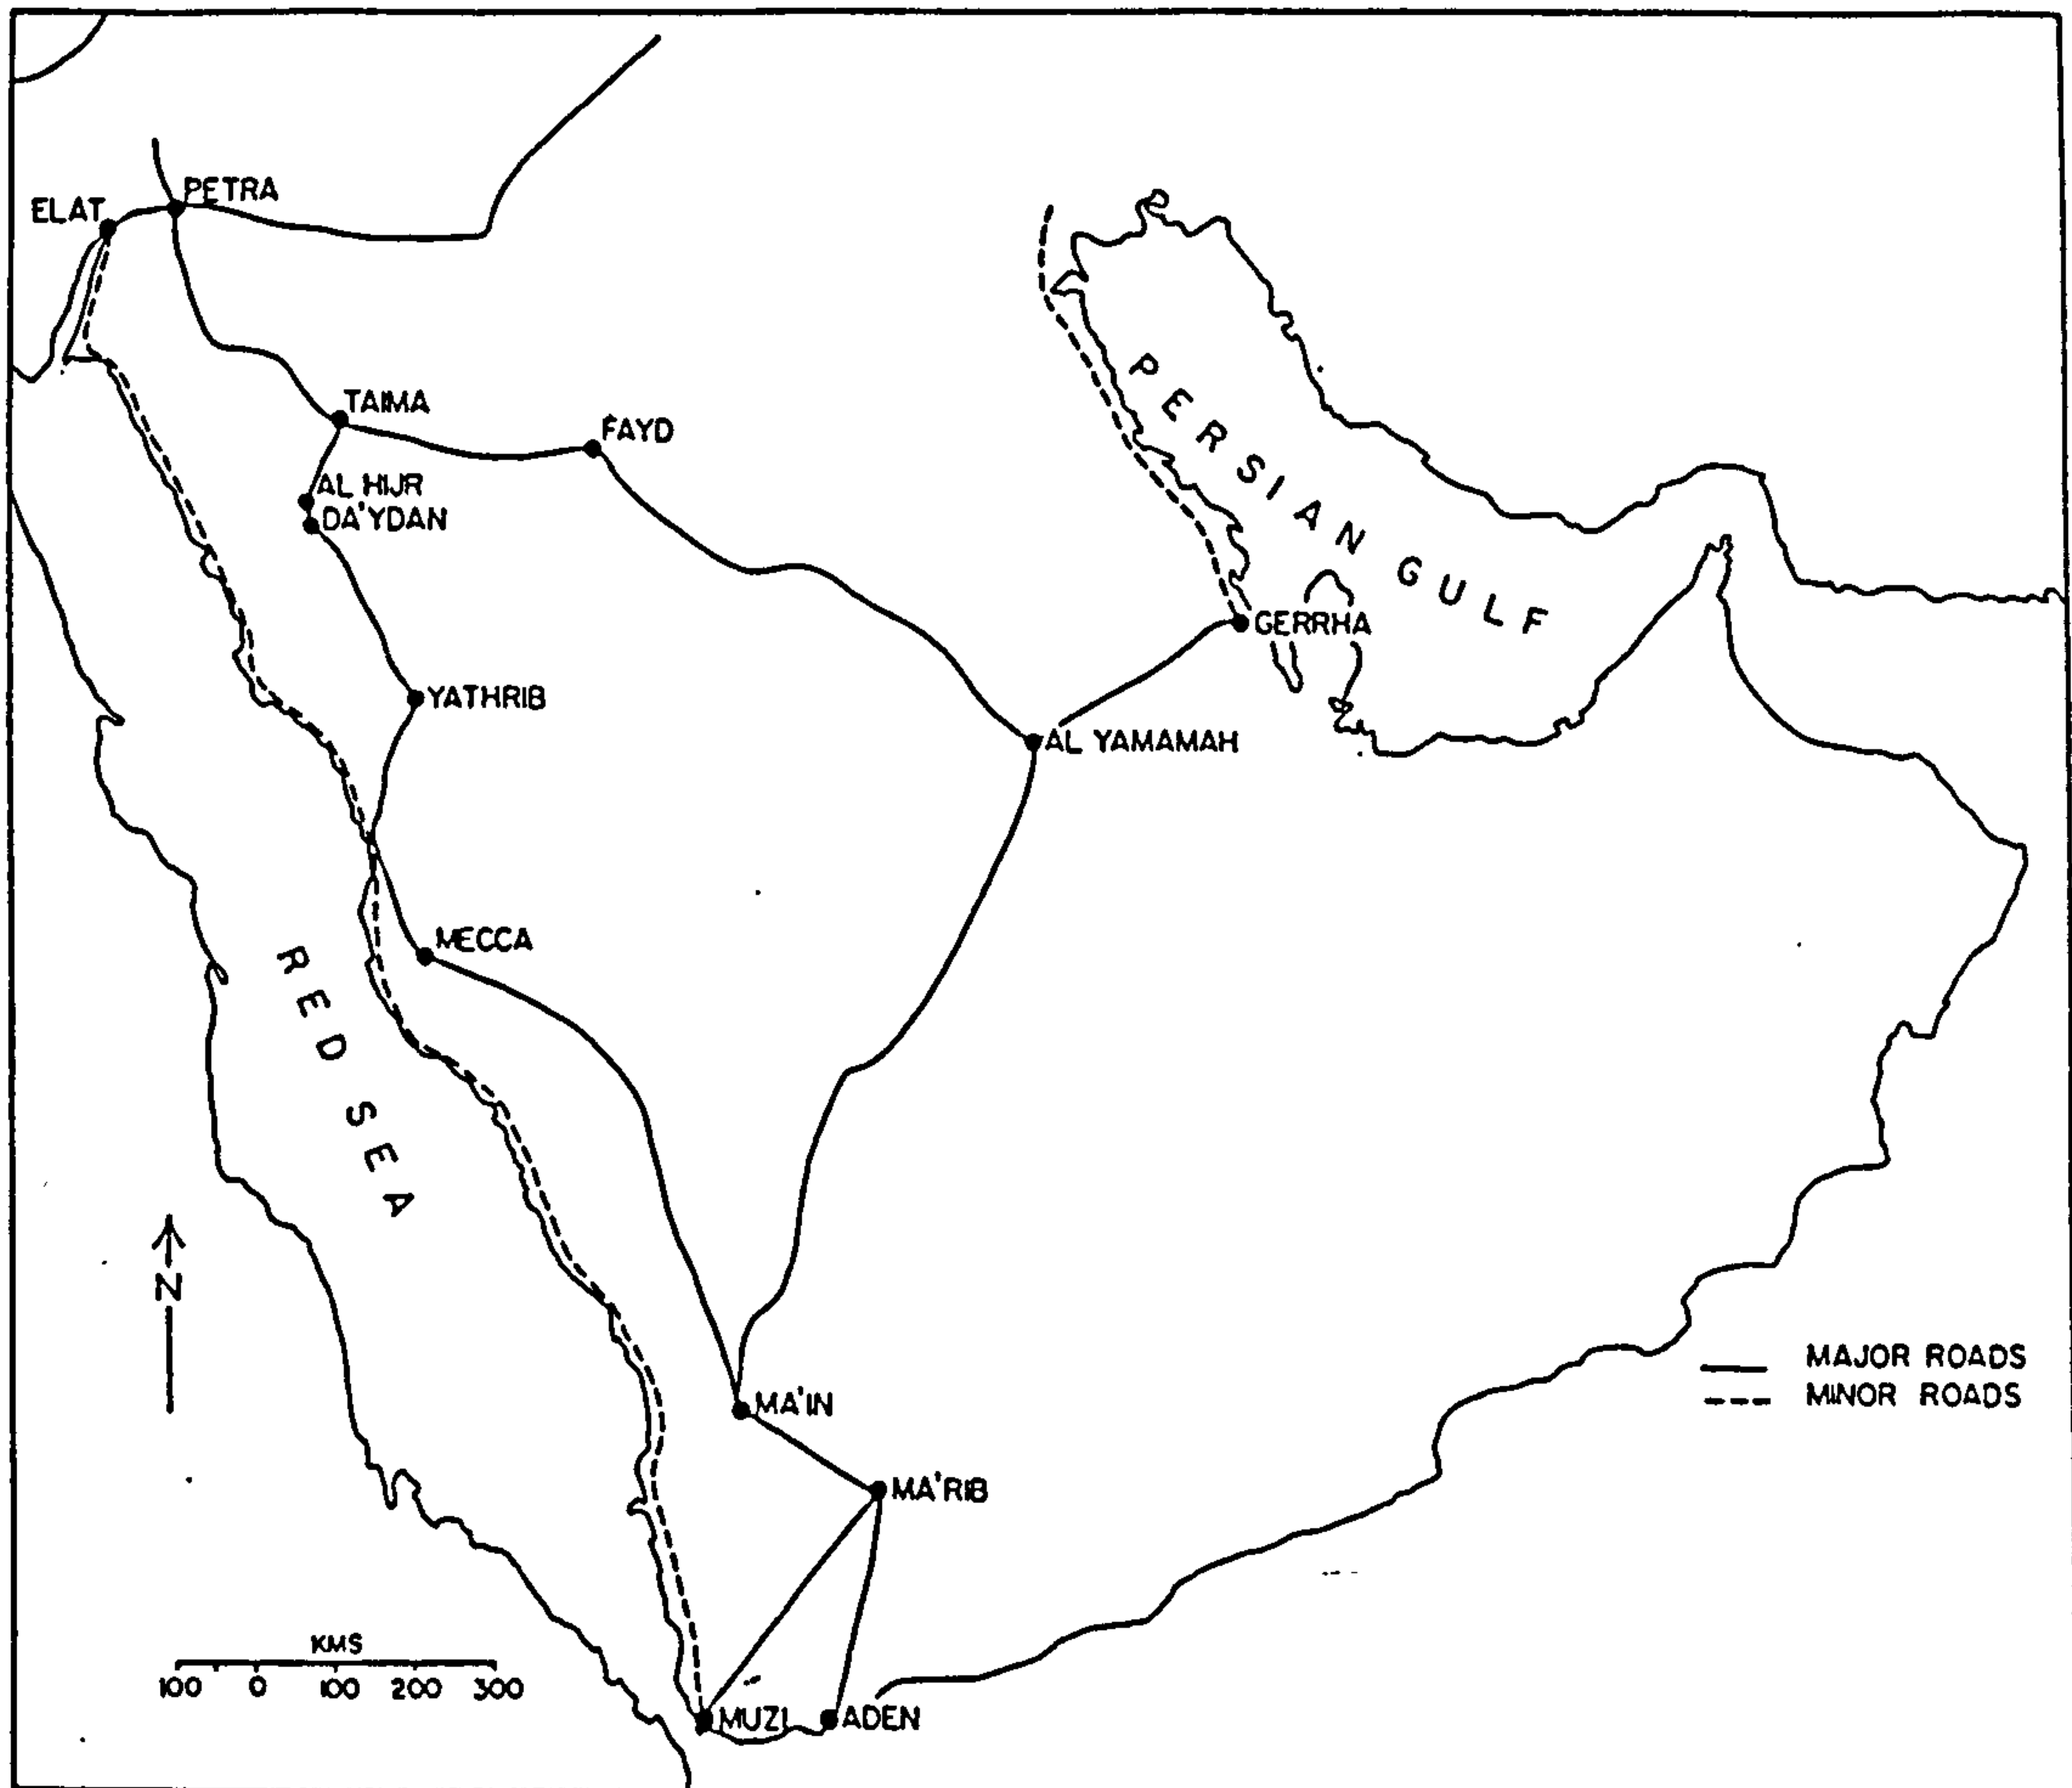 PETRA
ELAT
TAIMA
FAYD
AL HIJR
DA'YDAN
PERSIAN GULF
GERRHA
YATHRIB
AL YAMAMAH
MECCA
RED SEA
N
MAJOR ROADS
MINOR ROADS
MA'IN
MA'RIB
KMS
100 0 100 200 300
MUZI
ADEN